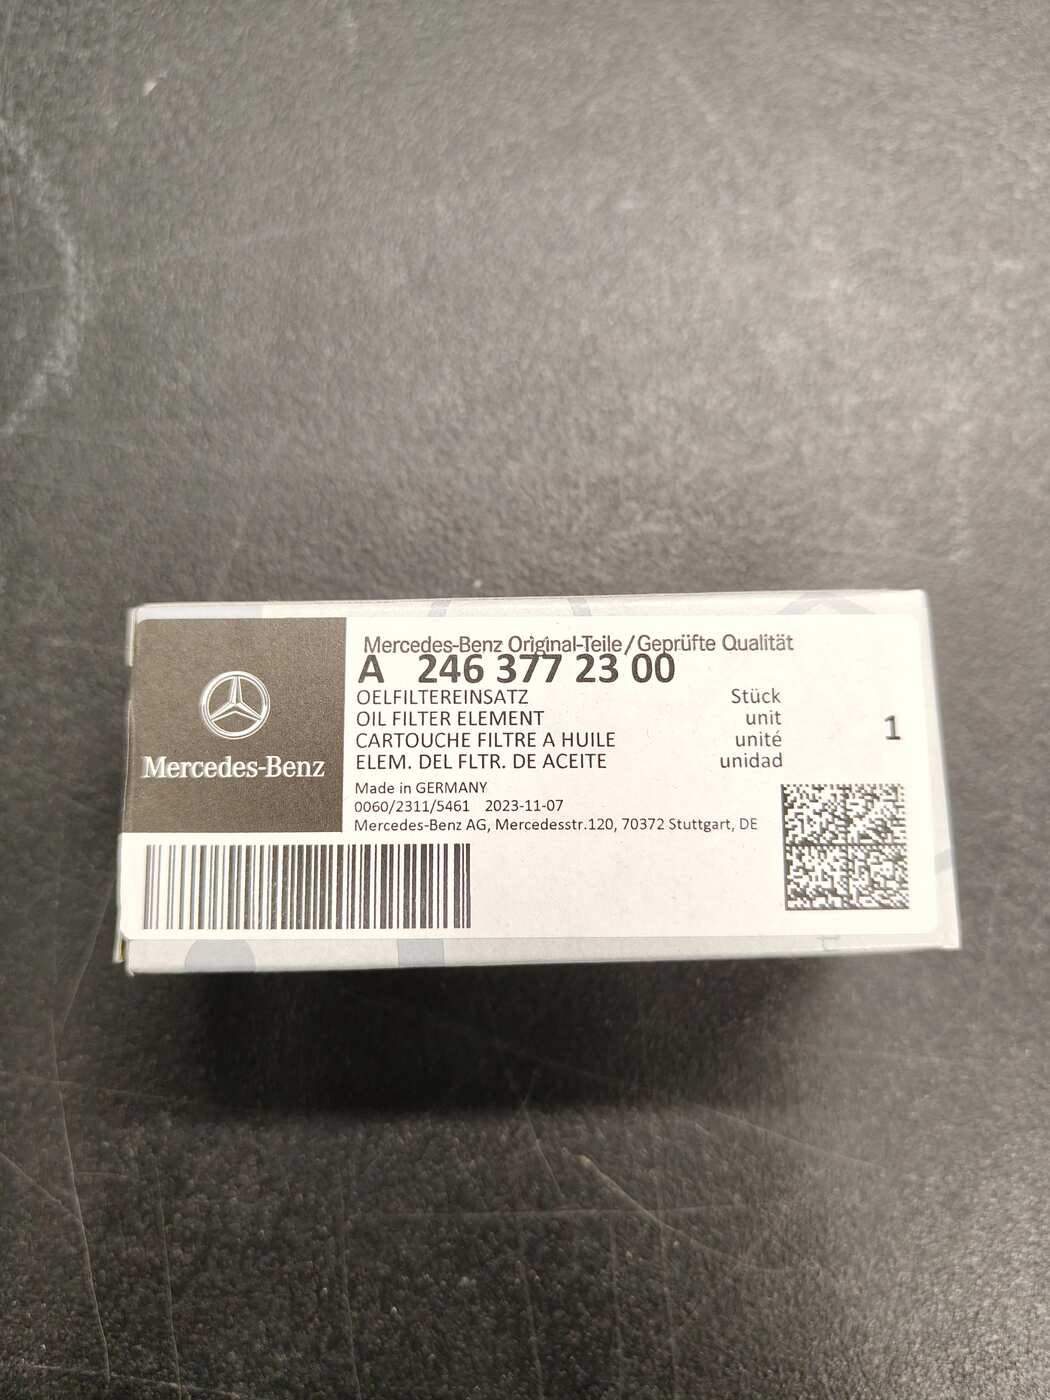 Mercedes-Benz Original-Teile/Geprüfte Qualität
A 246 377 23 00
OELFILTEREINSATZ Stück
OIL FILTER ELEMENT unit
CARTOUCHE FILTRE A HUILE unité
ELEM. DEL FLTR. DE ACEITE unidad
1
Mercedes-Benz
Made in GERMANY
0060/2311/5461 2023-11-07
Mercedes-Benz AG, Mercedesstr.120, 70372 Stuttgart, DE